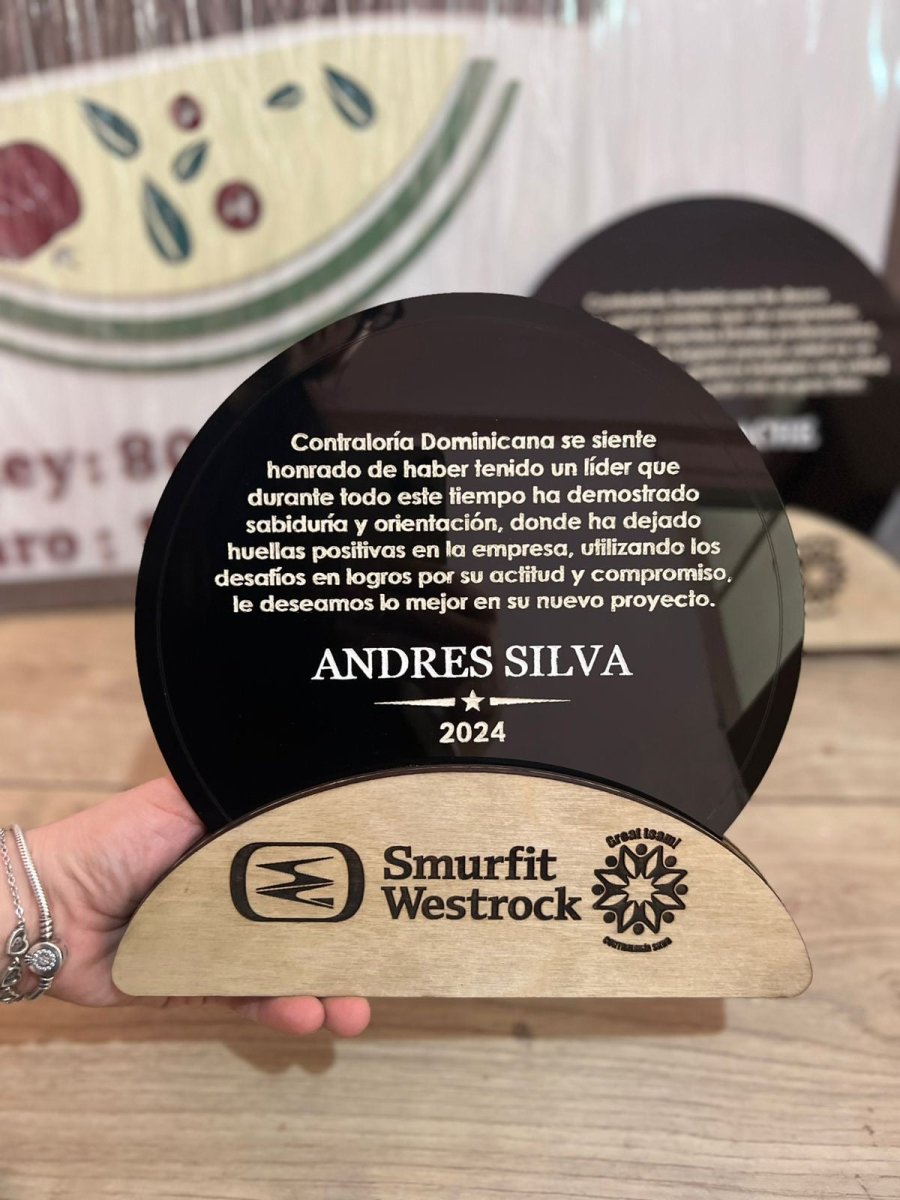 Contraloría Dominicana se siente
honrado de haber tenido un líder que
durante todo este tiempo ha demostrado
sabiduría y orientación, donde ha dejado
huellas positivas en la empresa, utilizando los
desafíos en logros por su actitud y compromiso,
le deseamos lo mejor en su nuevo proyecto.
ANDRES SILVA
2024
Smurfit
Westrock
Great team!